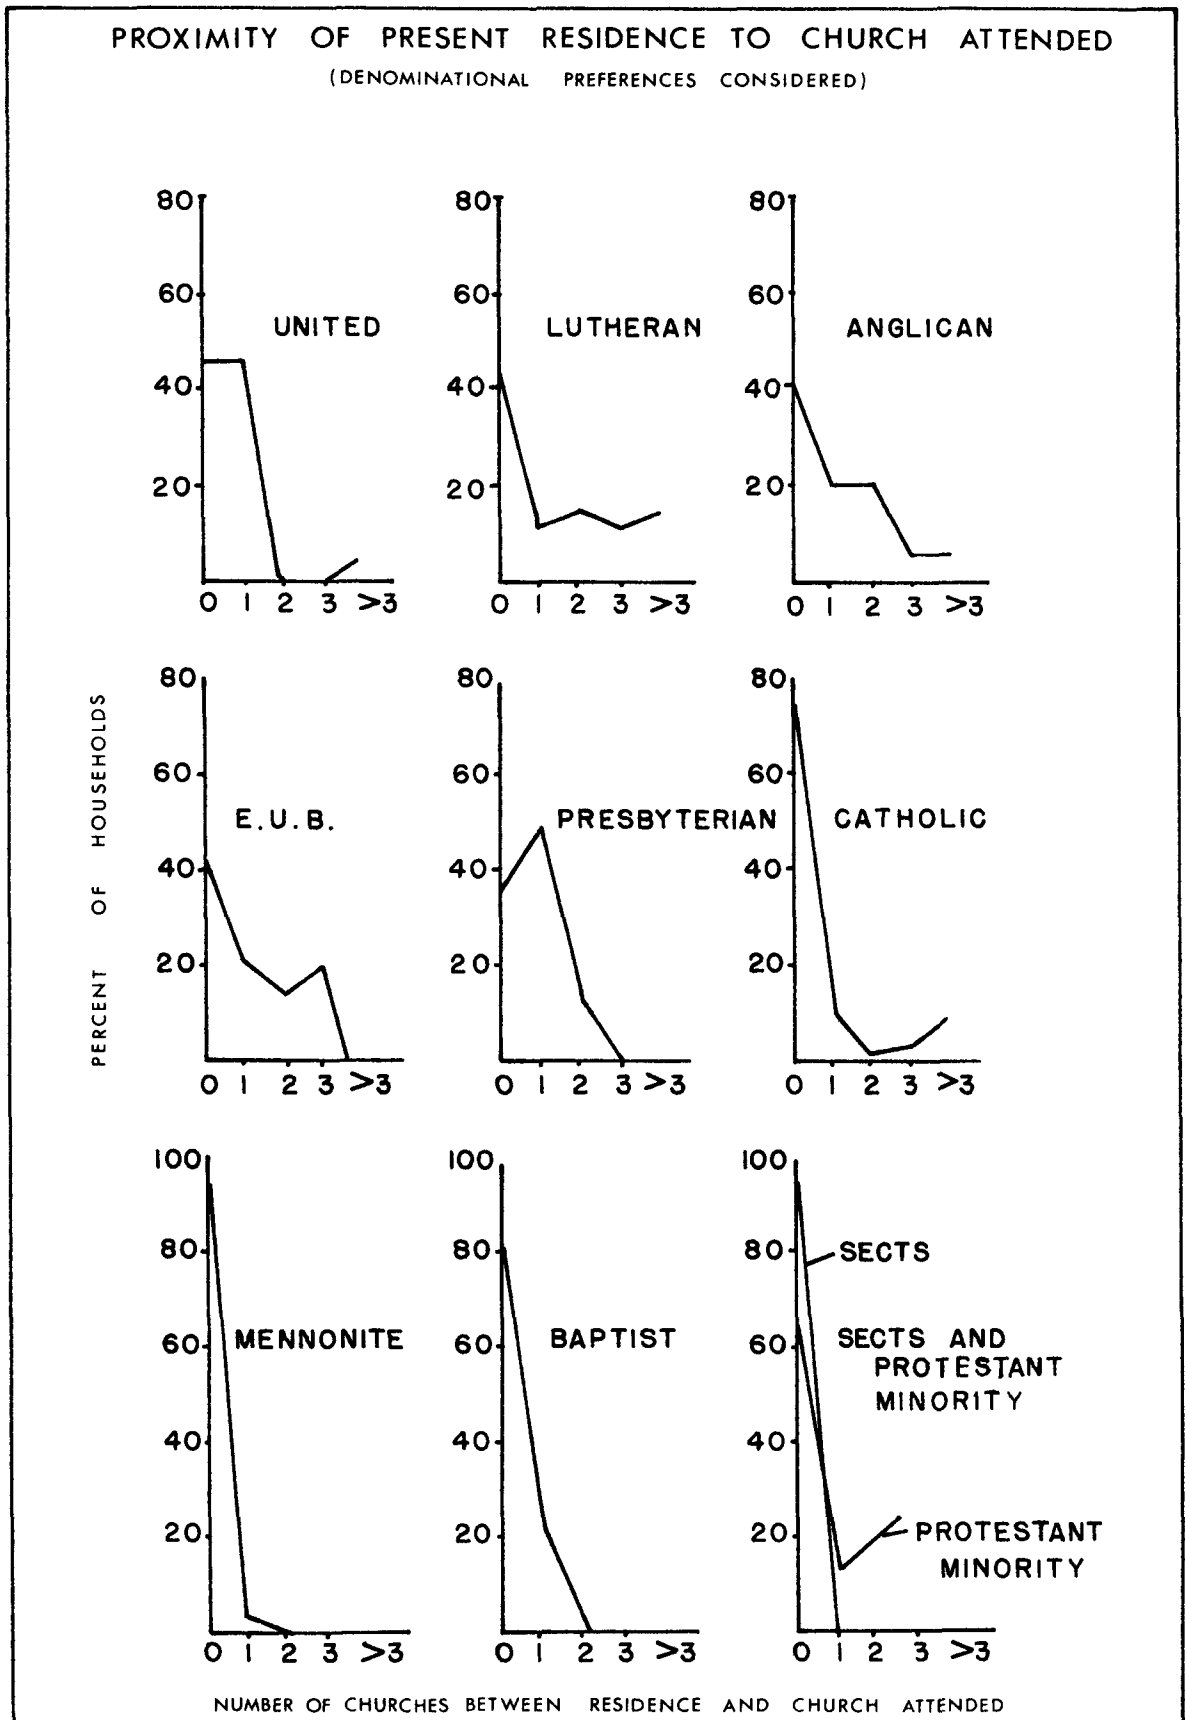 PROXIMITY OF PRESENT RESIDENCE TO CHURCH ATTENDED
(DENOMINATIONAL PREFERENCES CONSIDERED)
80
60
40
20
UNITED
0 1 2 3 >3
80
60
40
20
LUTHERAN
0 1 2 3 >3
80
60
40
20
ANGLICAN
0 1 2 3 >3
PERCENT OF HOUSEHOLDS
80
60
40
20
E.U.B.
0 1 2 3 >3
80
60
40
20
PRESBYTERIAN
0 1 2 3 >3
80
60
40
20
CATHOLIC
0 1 2 3 >3
100
80
60
40
20
MENNONITE
0 1 2 3 >3
100
80
60
40
20
BAPTIST
0 1 2 3 >3
100
80
60
40
20
SECTS
SECTS AND
PROTESTANT
MINORITY
PROTESTANT
MINORITY
0 1 2 3 >3
NUMBER OF CHURCHES BETWEEN RESIDENCE AND CHURCH ATTENDED